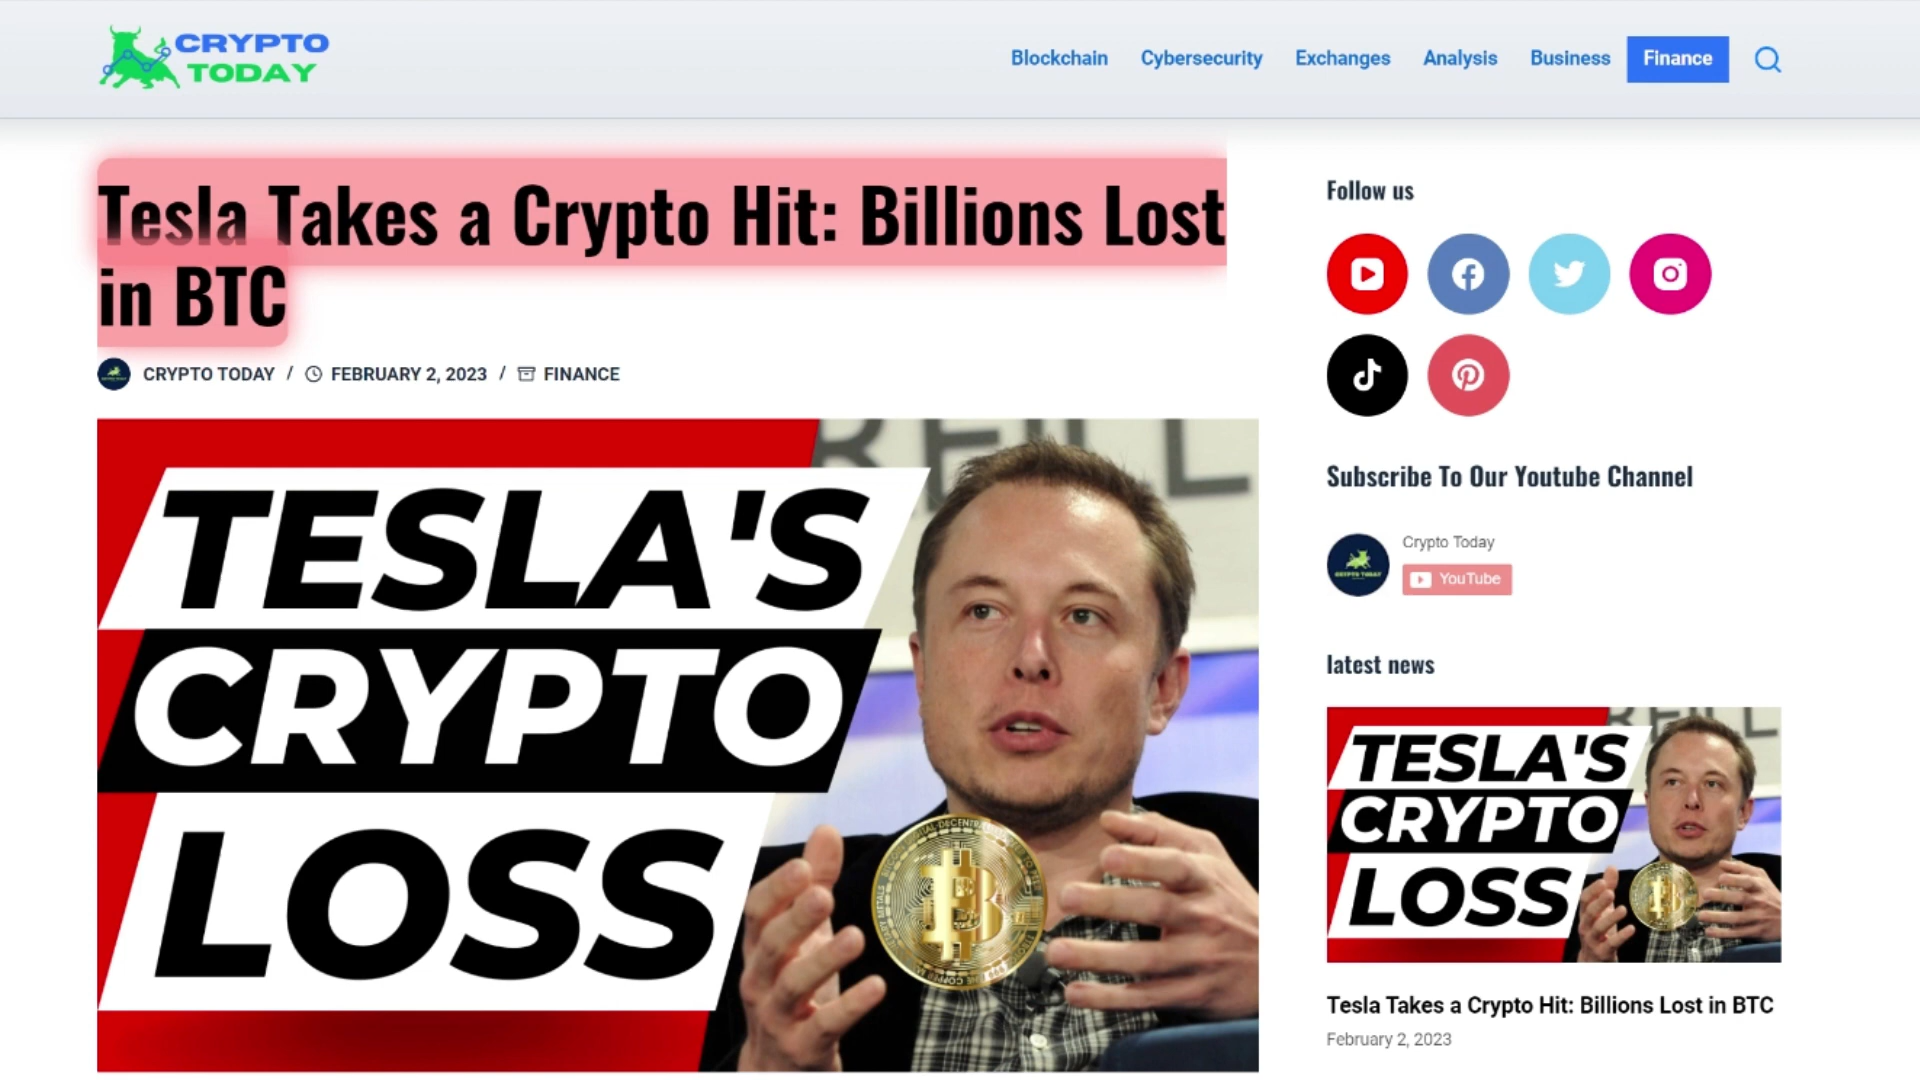 CRYPTO
TODAY
Blockchain Cybersecurity Exchanges Analysis Business Finance
Tesla Takes a Crypto Hit: Billions Lost
in BTC
CRYPTO TODAY / FEBRUARY 2, 2023 / FINANCE
TESLA'S
CRYPTO
LOSS
Follow us
Subscribe To Our Youtube Channel
Crypto Today
YouTube
latest news
TESLA'S
CRYPTO
LOSS
Tesla Takes a Crypto Hit: Billions Lost in BTC
February 2, 2023